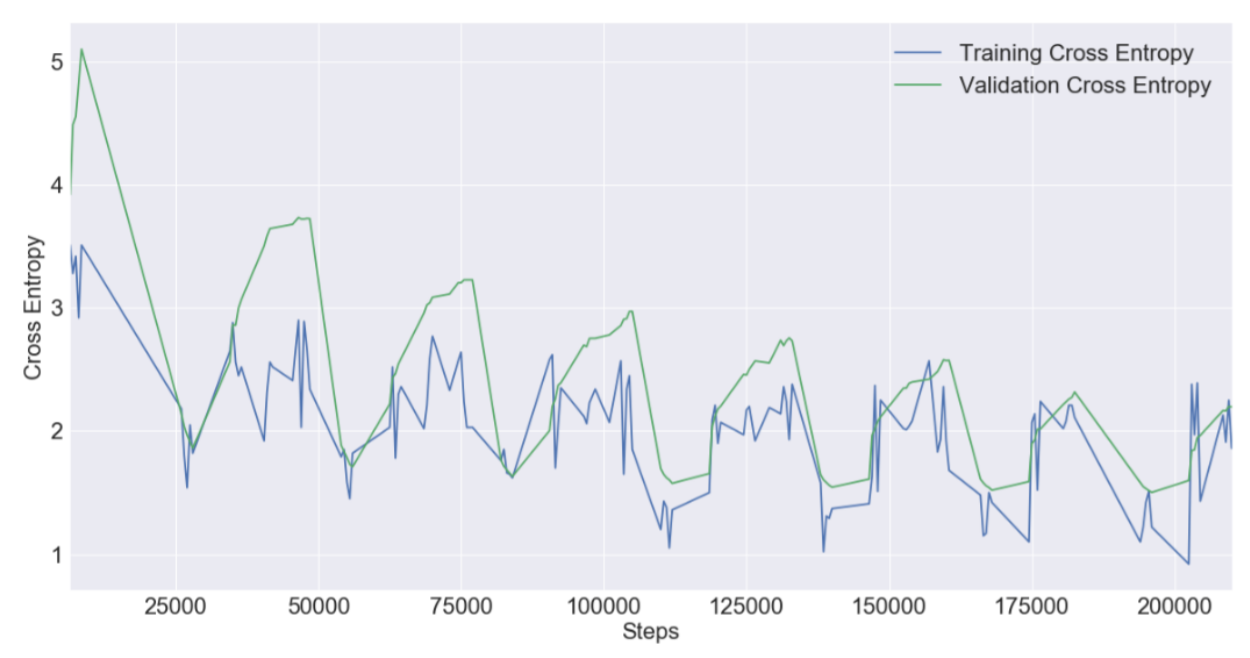 Training Cross Entropy
Validation Cross Entropy
5
4
3
2
1
Cross Entropy
25000 50000 75000 100000 125000 150000 175000 200000
Steps